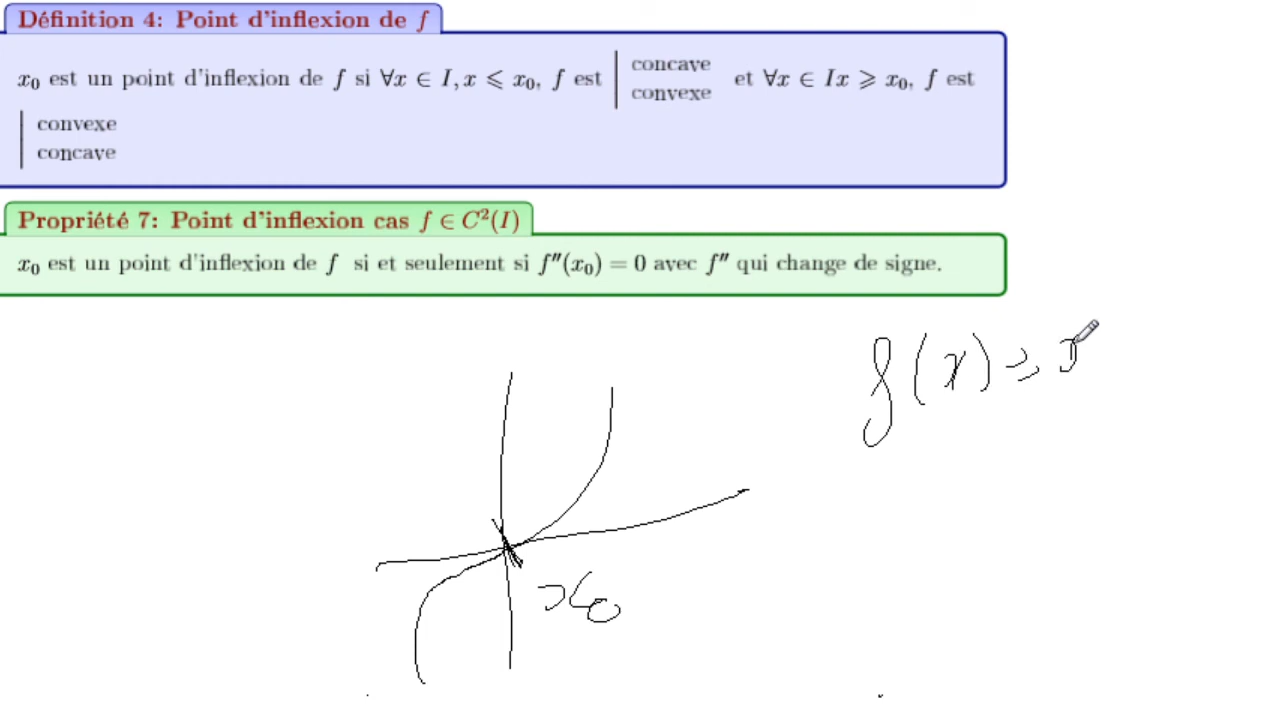 Définition 4: Point d'inflexion de f
x₀ est un point d'inflexion de f si ∀x ∈ I, x ⩽ x₀, f est | concave
convexe et ∀x ∈ Ix ⩾ x₀, f est
| convexe
concave
Propriété 7: Point d'inflexion cas f ∈ C²(I)
x₀ est un point d'inflexion de f si et seulement si f″(x₀) = 0 avec f″ qui change de signe.
f(x) =
x₀